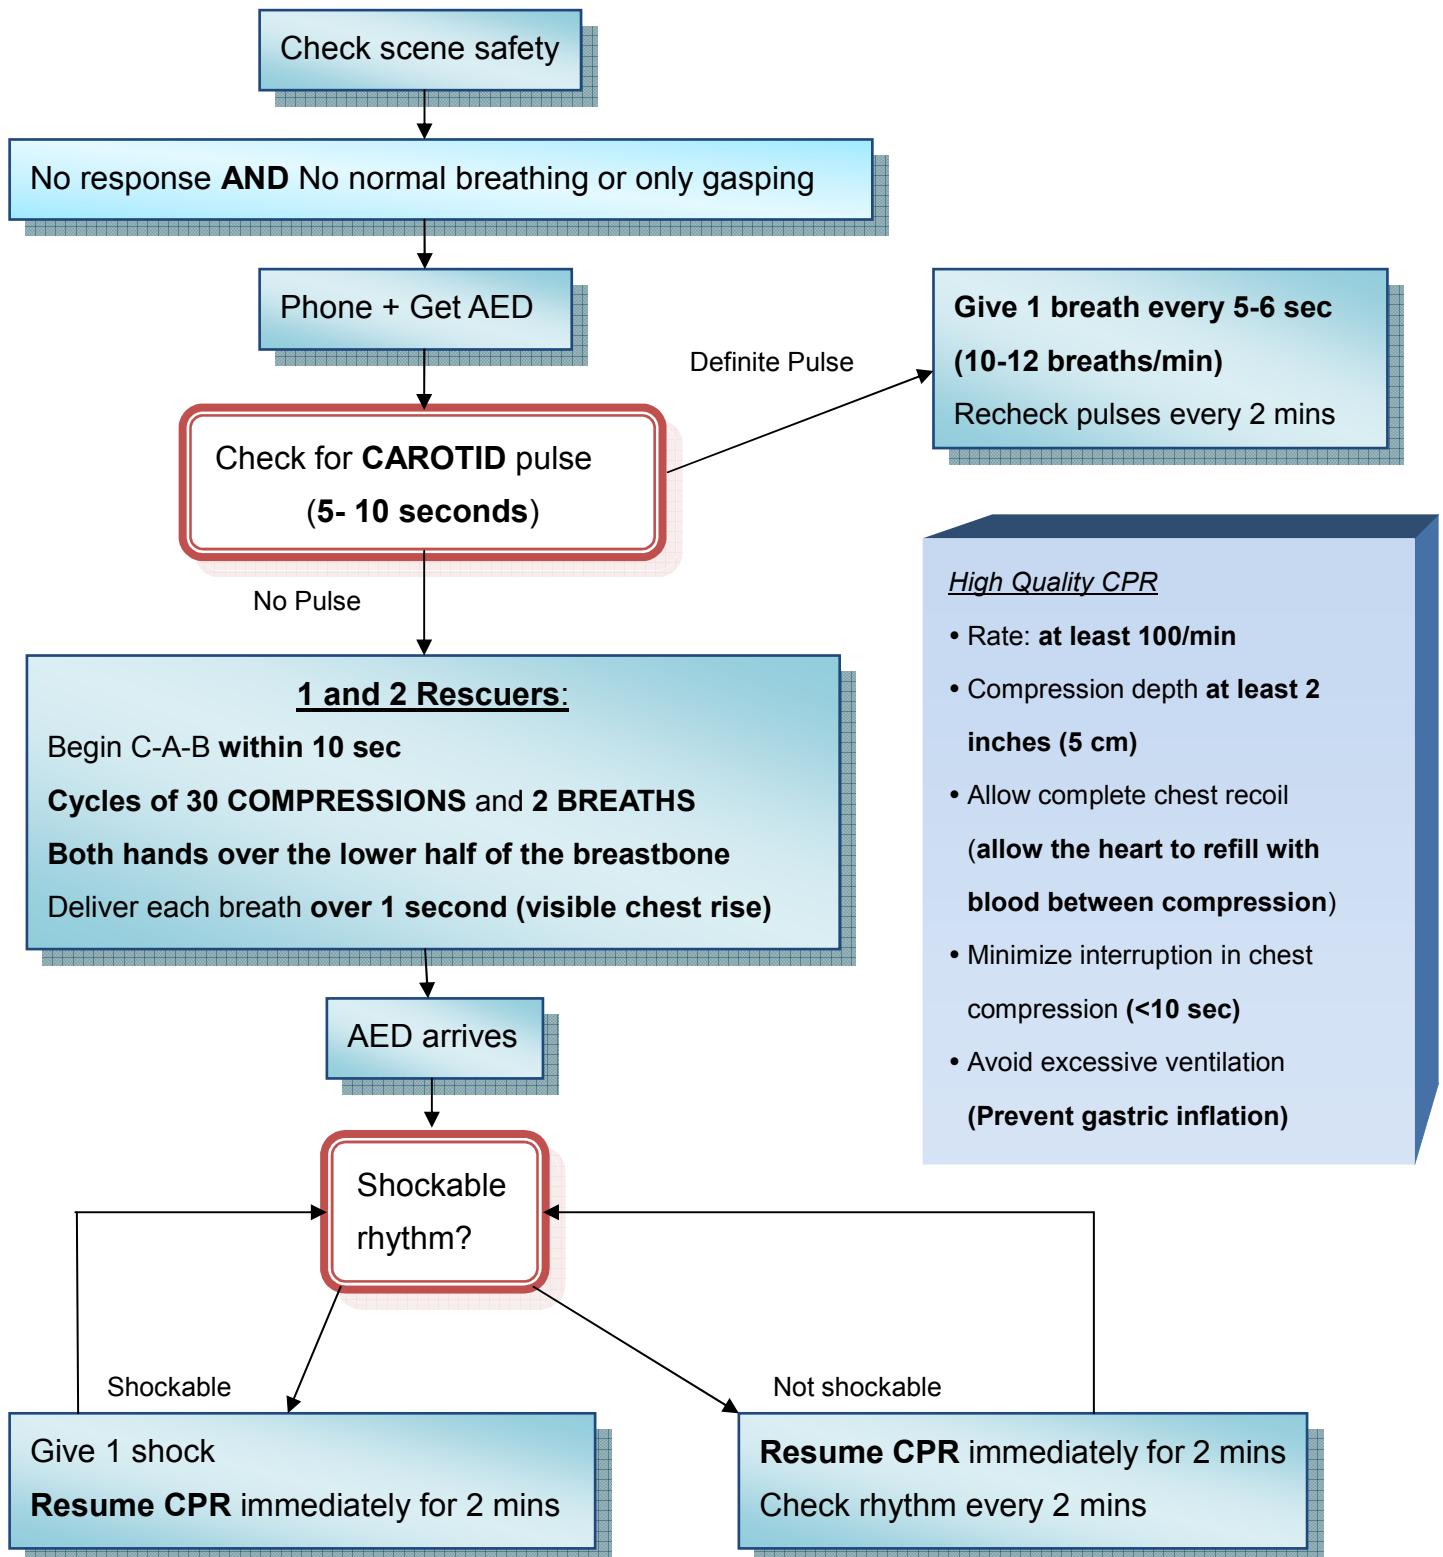 Check scene safety
No response AND No normal breathing or only gasping
Phone + Get AED
Definite Pulse
Give 1 breath every 5-6 sec
(10-12 breaths/min)
Recheck pulses every 2 mins
Check for CAROTID pulse
(5- 10 seconds)
No Pulse
1 and 2 Rescuers:
Begin C-A-B within 10 sec
Cycles of 30 COMPRESSIONS and 2 BREATHS
Both hands over the lower half of the breastbone
Deliver each breath over 1 second (visible chest rise)
High Quality CPR
• Rate: at least 100/min
• Compression depth at least 2
inches (5 cm)
• Allow complete chest recoil
(allow the heart to refill with
blood between compression)
• Minimize interruption in chest
compression (<10 sec)
• Avoid excessive ventilation
(Prevent gastric inflation)
AED arrives
Shockable
rhythm?
Shockable
Give 1 shock
Resume CPR immediately for 2 mins
Not shockable
Resume CPR immediately for 2 mins
Check rhythm every 2 mins